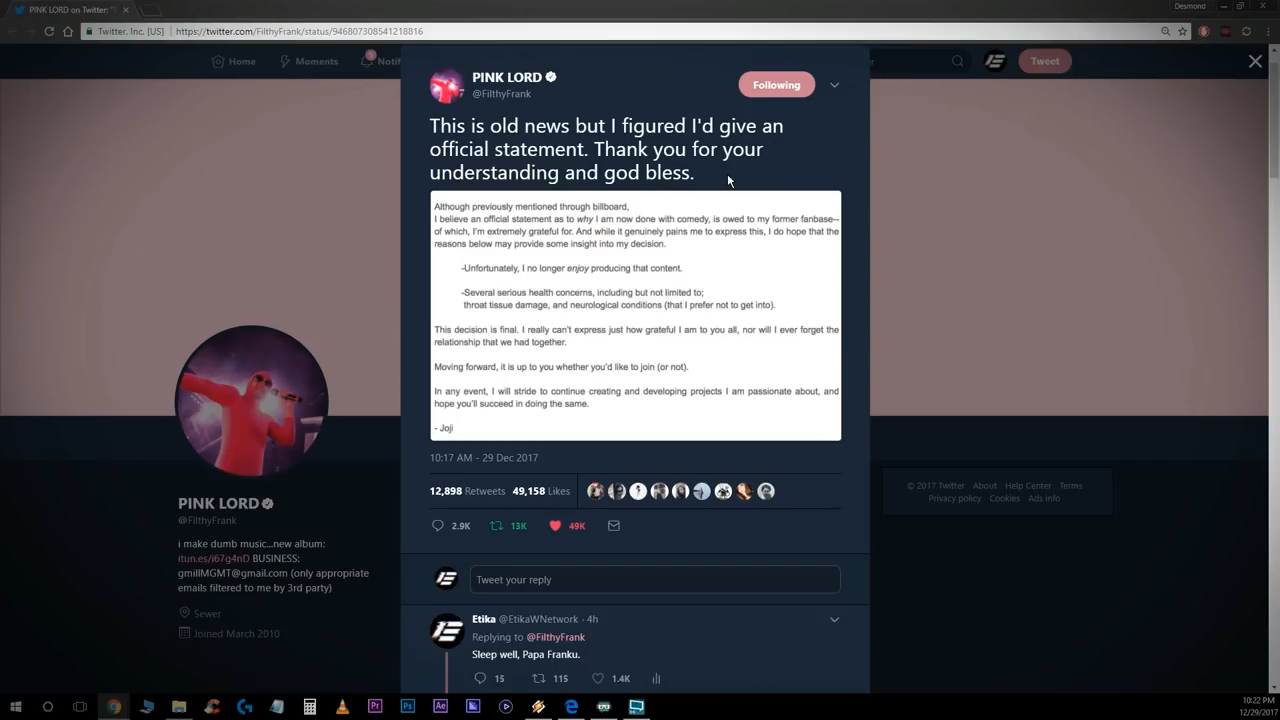 PINK LORD on Twitter: "
Desmond
Twitter, Inc. [US]
https://twitter.com/FilthyFrank/status/946807308541218816
Home
Moments
Notif
5
er
Tweet
PINK LORD
@FilthyFrank
Following
This is old news but I figured I'd give an
official statement. Thank you for your
understanding and god bless.
Although previously mentioned through billboard,
I believe an official statement as to why I am now done with comedy, is owed to my former fanbase--
of which, I'm extremely grateful for. And while it genuinely pains me to express this, I do hope that the
reasons below may provide some insight into my decision.
-Unfortunately, I no longer enjoy producing that content.
-Several serious health concerns, including but not limited to;
throat tissue damage, and neurological conditions (that I prefer not to get into).
This decision is final. I really can't express just how grateful I am to you all, nor will I ever forget the
relationship that we had together.
Moving forward, it is up to you whether you'd like to join (or not).
In any event, I will stride to continue creating and developing projects I am passionate about, and
hope you'll succeed in doing the same.
- Joji
10:17 AM - 29 Dec 2017
12,898 Retweets 49,158 Likes
2.9K 13K 49K
Tweet your reply
Etika @EtikaWNetwork · 4h
Replying to @FilthyFrank
Sleep well, Papa Franku.
15 115 1.4K
PINK LORD
@FilthyFrank
i make dumb music...new album:
itun.es/i67g4nD BUSINESS:
gmillMGMT@gmail.com (only appropriate
emails filtered to me by 3rd party)
Sewer
Joined March 2010
© 2017 Twitter About Help Center Terms
Privacy policy Cookies Ads info
Pr Ps Ae
10:22 PM
12/29/2017